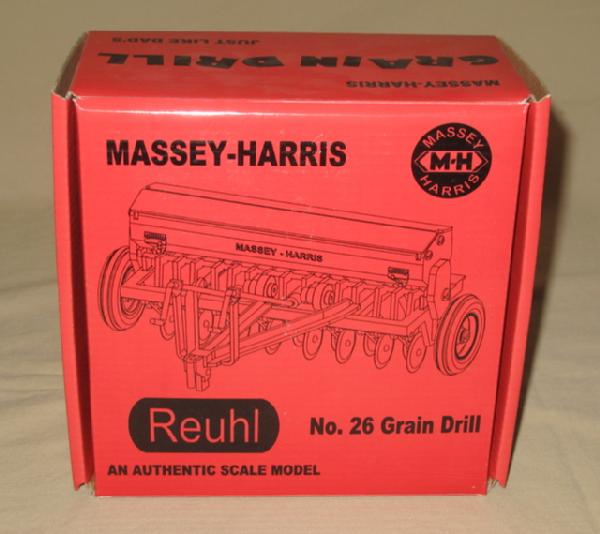 JUST LIKE DAD'S
GRAIN DRILL
MASSEY-HARRIS
MASSEY-HARRIS
MASSEY
M-H
HARRIS
MASSEY - HARRIS
Reuhl
No. 26 Grain Drill
AN AUTHENTIC SCALE MODEL